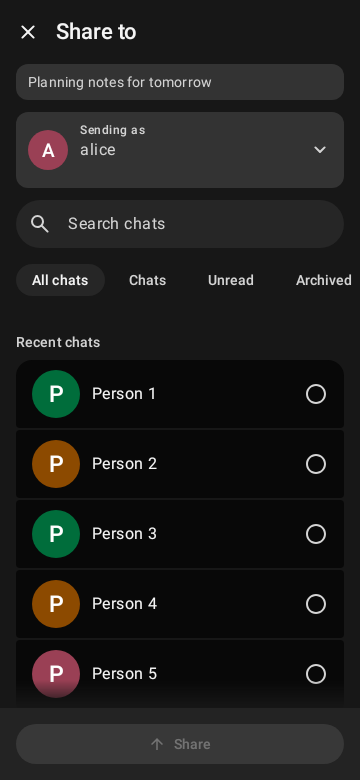 Share to
Planning notes for tomorrow
Sending as
A
alice
Search chats
All chats
Chats
Unread
Archived
Recent chats
P
Person 1
P
Person 2
P
Person 3
P
Person 4
P
Person 5
Share